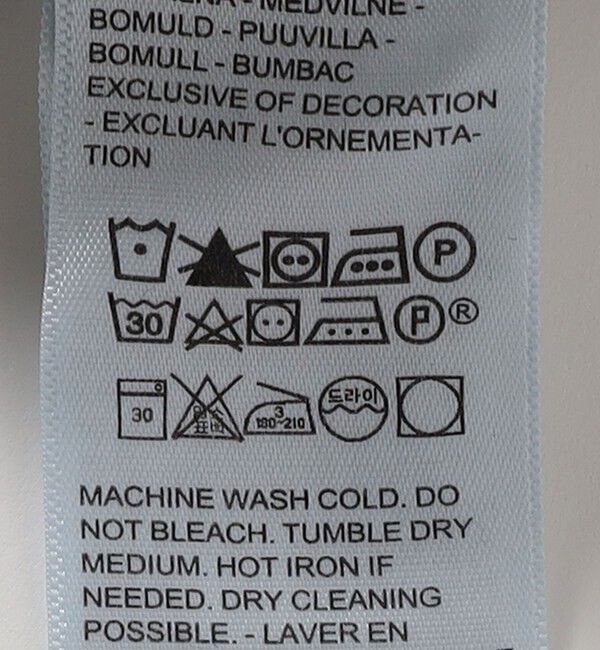 - MEDVILNĖ -
BOMULD - PUUVILLA -
BOMULL - BUMBAC
EXCLUSIVE OF DECORATION
- EXCLUANT L'ORNEMENTA-
TION
P
30 P ®
30 3 180~210 드라이
MACHINE WASH COLD. DO
NOT BLEACH. TUMBLE DRY
MEDIUM. HOT IRON IF
NEEDED. DRY CLEANING
POSSIBLE. - LAVER EN